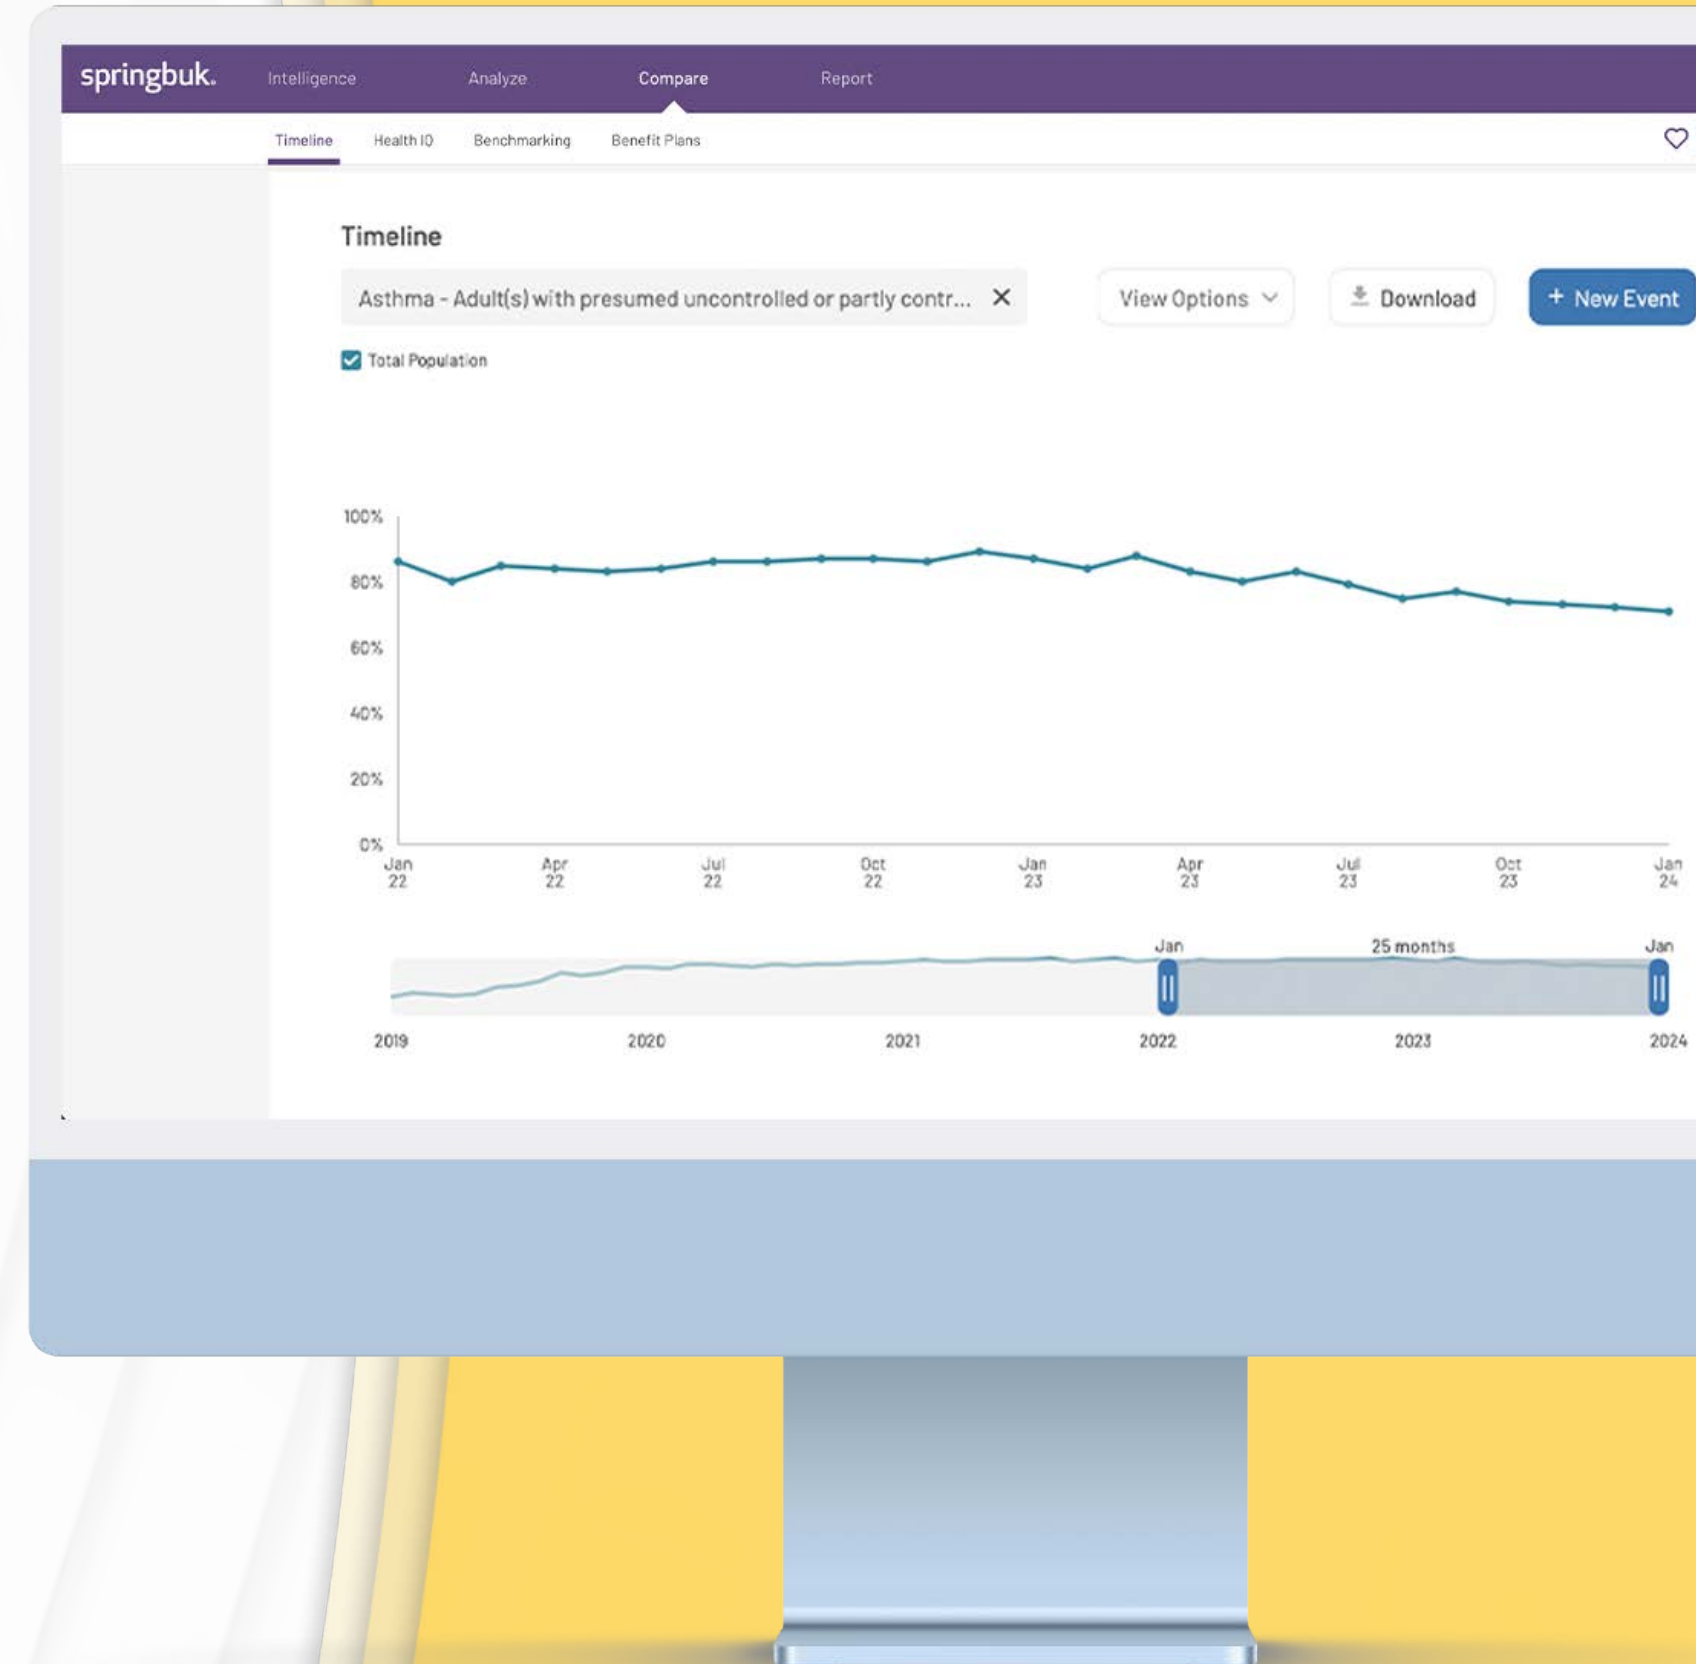 springbuk.
Intelligence Analyze Compare Report
Timeline Health IQ Benchmarking Benefit Plans
Timeline
Asthma - Adult(s) with presumed uncontrolled or partly contr...
View Options Download + New Event
Total Population
100%
80%
60%
40%
20%
0%
Jan 22 Apr 22 Jul 22 Oct 22 Jan 23 Apr 23 Jul 23 Oct 23 Jan 24
Jan 25 months Jan
2019 2020 2021 2022 2023 2024